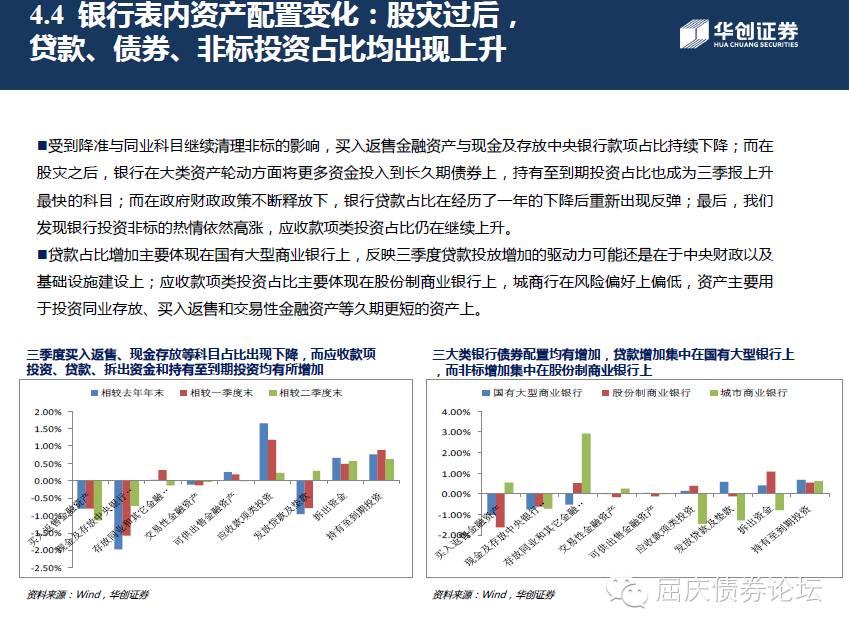 4.4 银行表内资产配置变化：股灾过后，
贷款、债券、非标投资占比均出现上升
华创证券
HUA CHUANG SECURITIES
■受到降准与同业科目继续清理非标的影响，买入返售金融资产与现金及存放中央银行款项占比持续下降；而在
股灾之后，银行在大类资产轮动方面将更多资金投入到长久期债券上，持有至到期投资占比也成为三季报上升
最快的科目；而在政府财政政策不断释放下，银行贷款占比在经历了一年的下降后重新出现反弹；最后，我们
发现银行投资非标的热情依然高涨，应收款项类投资占比仍在继续上升。
■贷款占比增加主要体现在国有大型商业银行上，反映三季度贷款投放增加的驱动力可能还是在于中央财政以及
基础设施建设上；应收款项类投资占比主要体现在股份制商业银行上，城商行在风险偏好上偏低，资产主要用
于投资同业存放、买入返售和交易性金融资产等久期更短的资产上。
三季度买入返售、现金存放等科目占比出现下降，而应收款项
投资、贷款、拆出资金和持有至到期投资均有所增加
相较去年年末 相较一季度末 相较二季度末
2.00%
1.50%
1.00%
0.50%
0.00%
-0.50%
-1.00%
-1.50%
-2.00%
-2.50%
买入返售金融资产
现金及存放中央银行…
存放同业和其它金融…
交易性金融资产
可供出售金融资产
应收款项类投资
发放贷款及垫款
拆出资金
持有至到期投资
资料来源：Wind，华创证券
三大类银行债券配置均有增加，贷款增加集中在国有大型银行上
，而非标增加集中在股份制商业银行上
国有大型商业银行 股份制商业银行 城市商业银行
4.00%
3.00%
2.00%
1.00%
0.00%
-1.00%
-2.00%
买入返售金融资产
现金及存放中央银行…
存放同业和其它金融…
交易性金融资产
可供出售金融资产
应收款项类投资
发放贷款及垫款
拆出资金
持有至到期投资
资料来源：Wind，华创证券
屈庆债券论坛